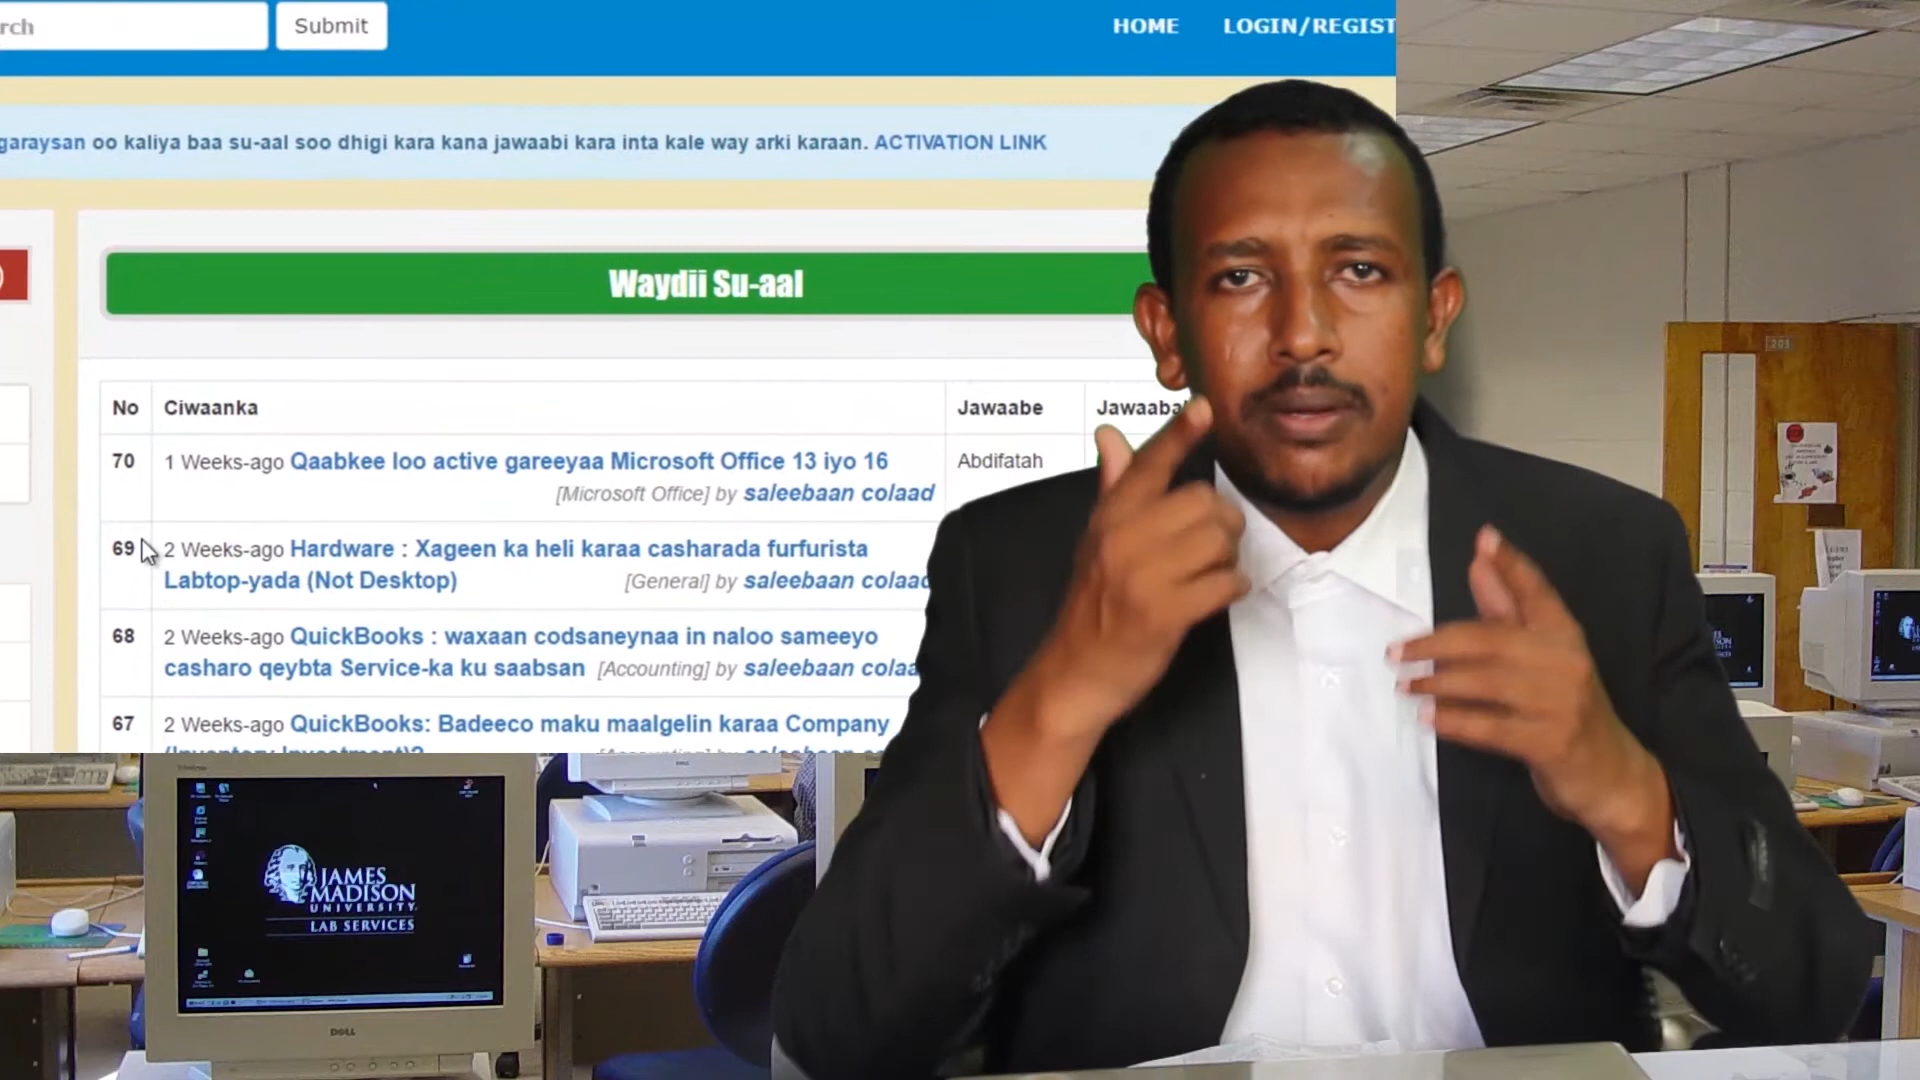 rch
Submit
HOME
LOGIN/REGIST
garaysan oo kaliya baa su-aal soo dhigi kara kana jawaabi kara inta kale way arki karaan. ACTIVATION LINK
Waydii Su-aal
No Ciwaanka Jawaabe Jawaaba
70 1 Weeks-ago Qaabkee loo active gareeyaa Microsoft Office 13 iyo 16 Abdifatah
[Microsoft Office] by saleebaan colaad
69 2 Weeks-ago Hardware : Xageen ka heli karaa casharada furfurista
Labtop-yada (Not Desktop) [General] by saleebaan colaad
68 2 Weeks-ago QuickBooks : waxaan codsaneynaa in naloo sameeyo
casharo qeybta Service-ka ku saabsan [Accounting] by saleebaan colaa
67 2 Weeks-ago QuickBooks: Badeeco maku maalgelin karaa Company
(Inventory Investment)?
203
JAMES
MADISON
UNIVERSITY
LAB SERVICES
DELL